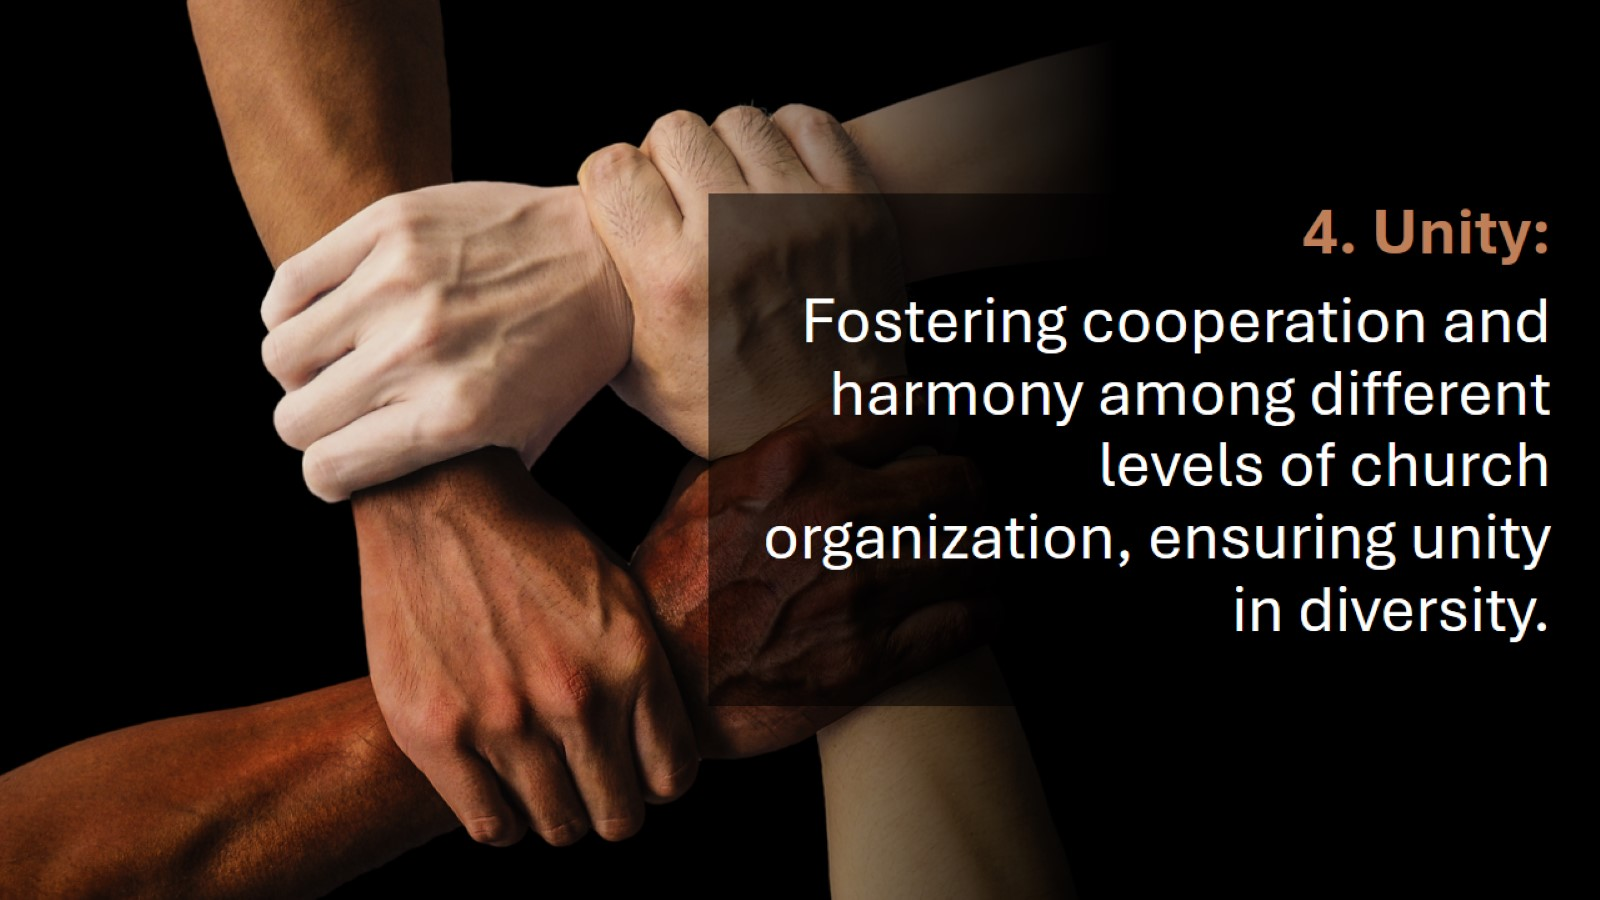 4. Unity:
Fostering cooperation and
harmony among different
levels of church
organization, ensuring unity
in diversity.